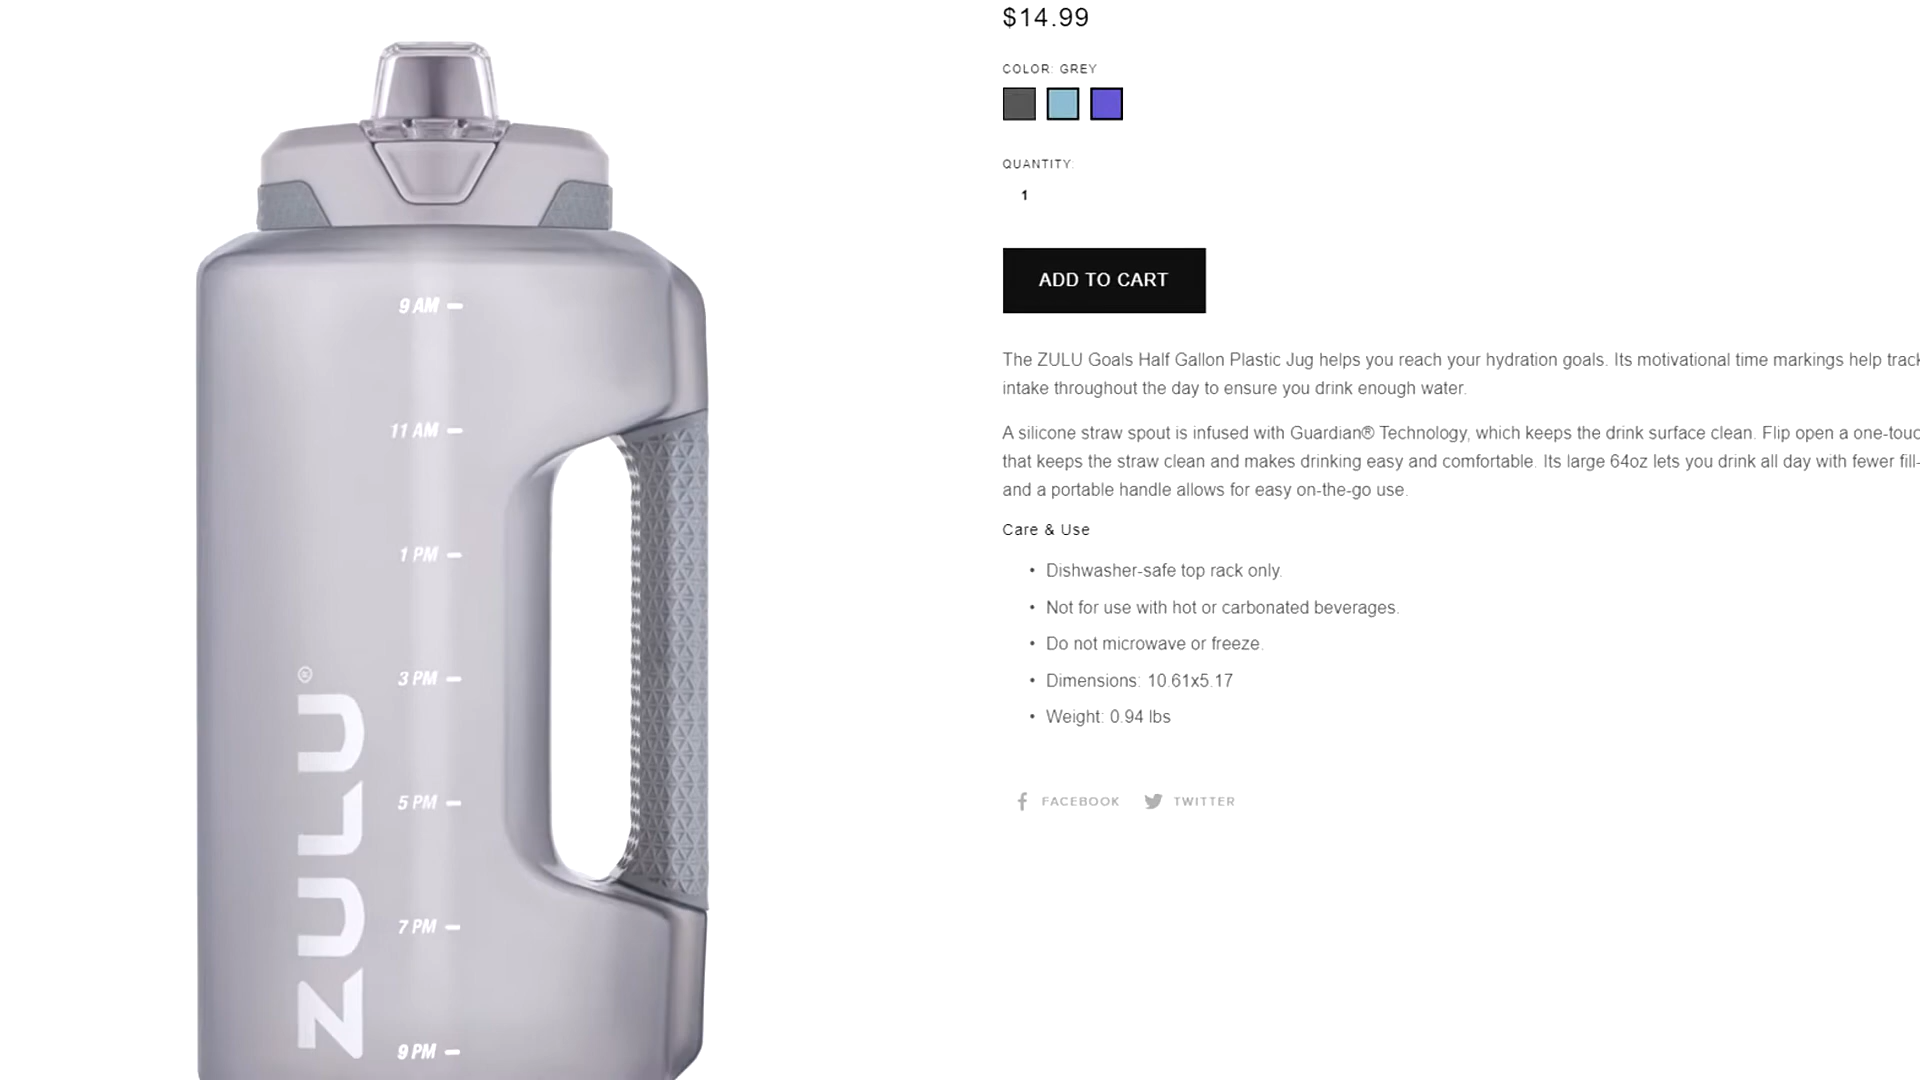 $14.99
COLOR: GREY
QUANTITY:
1
ADD TO CART
The ZULU Goals Half Gallon Plastic Jug helps you reach your hydration goals. Its motivational time markings help track
intake throughout the day to ensure you drink enough water.
A silicone straw spout is infused with Guardian® Technology, which keeps the drink surface clean. Flip open a one-touc
that keeps the straw clean and makes drinking easy and comfortable. Its large 64oz lets you drink all day with fewer fill-
and a portable handle allows for easy on-the-go use.
Care & Use
• Dishwasher-safe top rack only.
• Not for use with hot or carbonated beverages.
• Do not microwave or freeze.
• Dimensions: 10.61x5.17
• Weight: 0.94 lbs
FACEBOOK TWITTER
9 AM
11 AM
1 PM
3 PM
5 PM
7 PM
9 PM
ZULU®